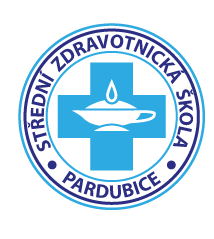 STŘEDNÍ ZDRAVOTNICKÁ ŠKOLA
PARDUBICE